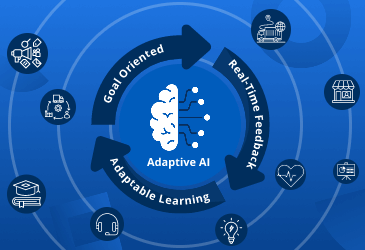 Goal Oriented
Real-Time Feedback
Adaptable Learning
Adaptive AI